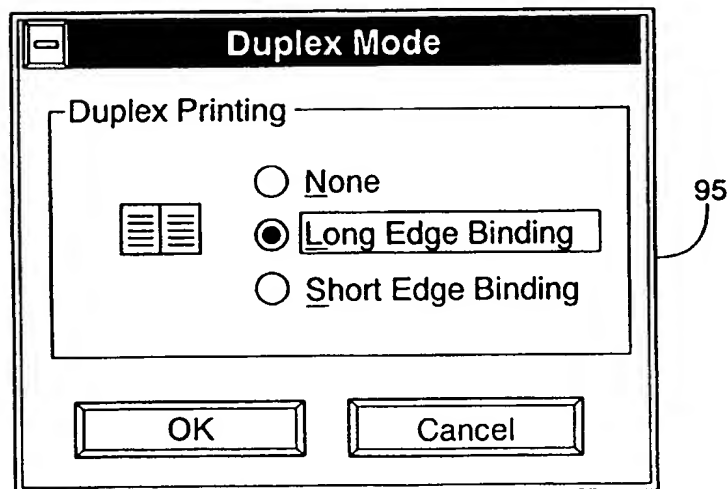 Duplex Mode
Duplex Printing
None
Long Edge Binding
Short Edge Binding
95
OK
Cancel